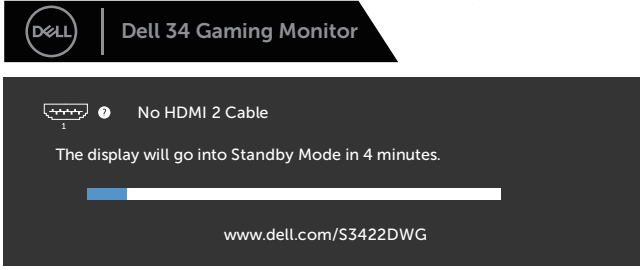 DELL
Dell 34 Gaming Monitor
? No HDMI 2 Cable
1
The display will go into Standby Mode in 4 minutes.
www.dell.com/S3422DWG